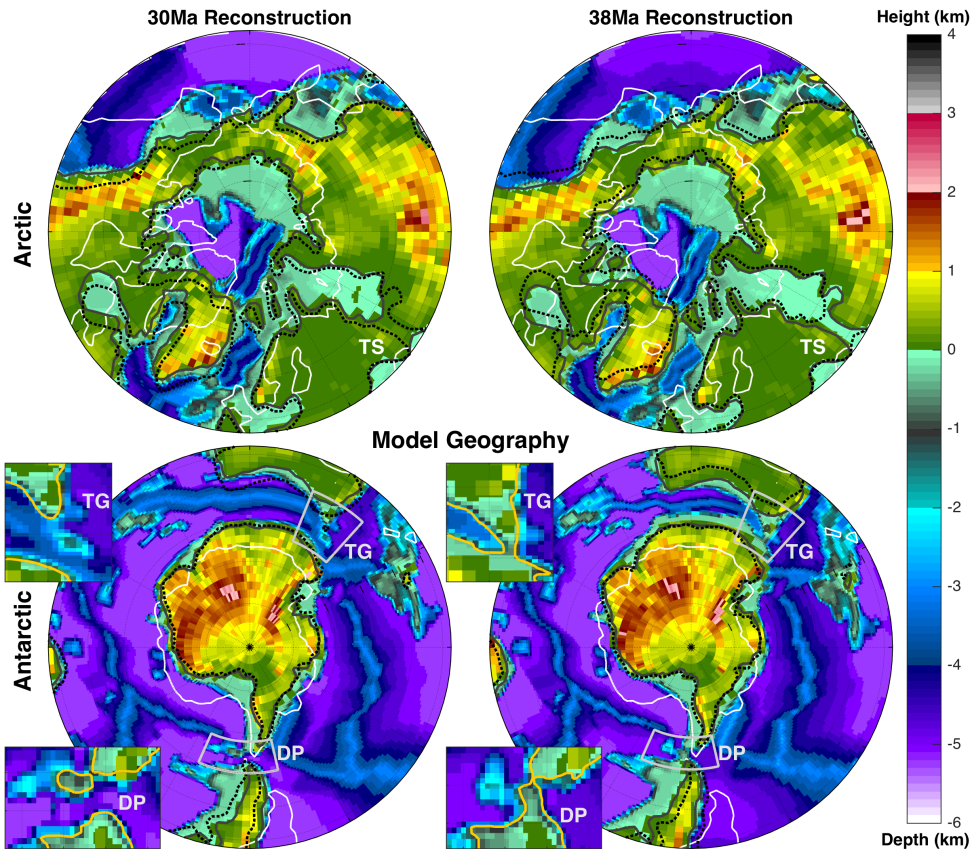 30Ma Reconstruction
38Ma Reconstruction
Height (km)
Arctic
TS
TS
Model Geography
TG
TG
TG
TG
Antarctic
DP
DP
DP
DP
4
3
2
1
0
-1
-2
-3
-4
-5
-6
Depth (km)